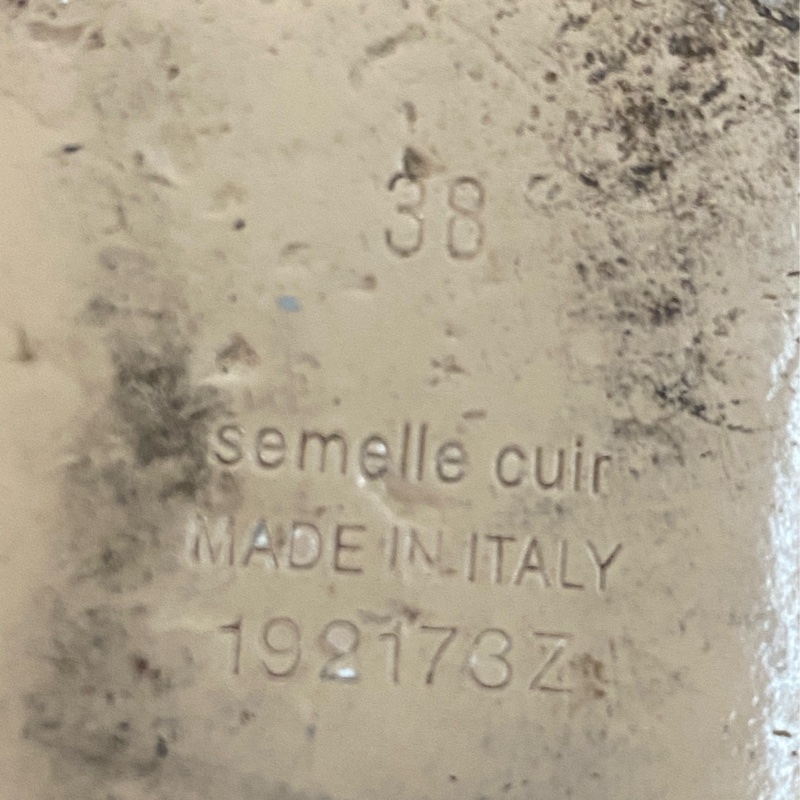 38
semelle cuir
MADE IN ITALY
192173Z